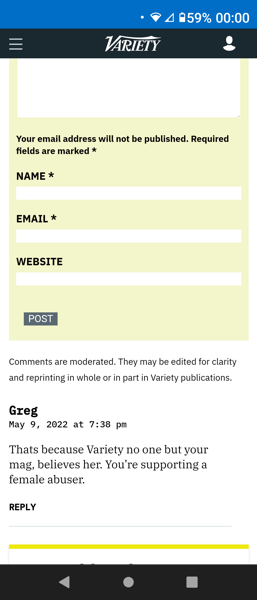 59% 00:00
VARIETY
Your email address will not be published. Required
fields are marked *
NAME *
EMAIL *
WEBSITE
POST
Comments are moderated. They may be edited for clarity
and reprinting in whole or in part in Variety publications.
Greg
May 9, 2022 at 7:38 pm
Thats because Variety no one but your
mag, believes her. You’re supporting a
female abuser.
REPLY